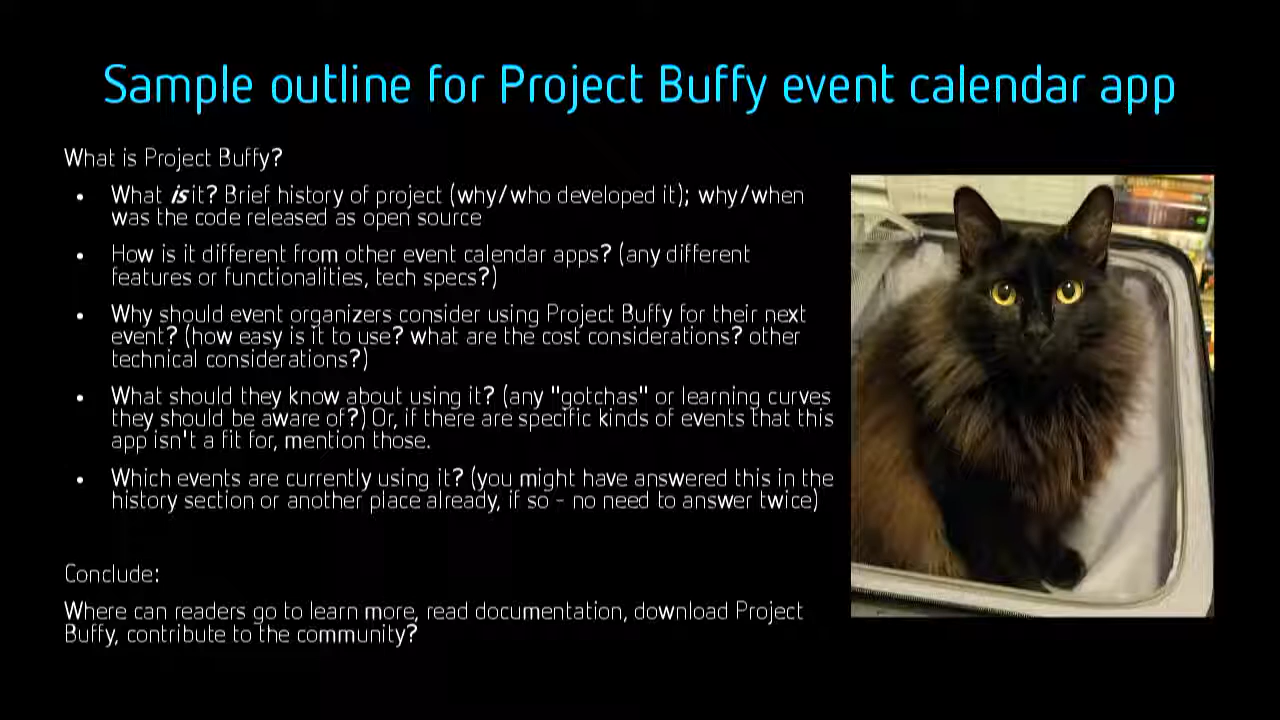 Sample outline for Project Buffy event calendar app
What is Project Buffy?
• What is it? Brief history of project (why/who developed it); why/when
was the code released as open source
• How is it different from other event calendar apps? (any different
features or functionalities, tech specs?)
• Why should event organizers consider using Project Buffy for their next
event? (how easy is it to use? what are the cost considerations? other
technical considerations?)
• What should they know about using it? (any "gotchas" or learning curves
they should be aware of?) Or, if there are specific kinds of events that this
app isn't a fit for, mention those.
• Which events are currently using it? (you might have answered this in the
history section or another place already, if so - no need to answer twice)
Conclude:
Where can readers go to learn more, read documentation, download Project
Buffy, contribute to the community?